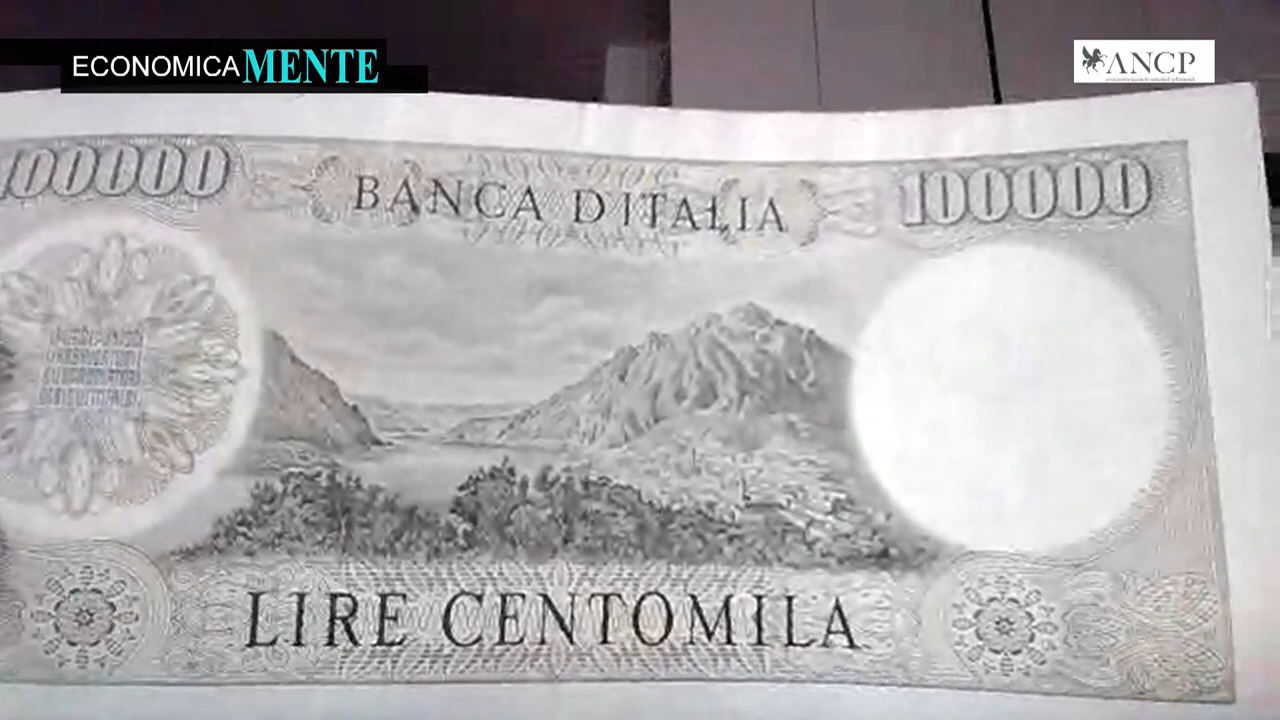 ECONOMICAMENTE
ANCP
100000
BANCA D'ITALIA
100000
LIRE CENTOMILA